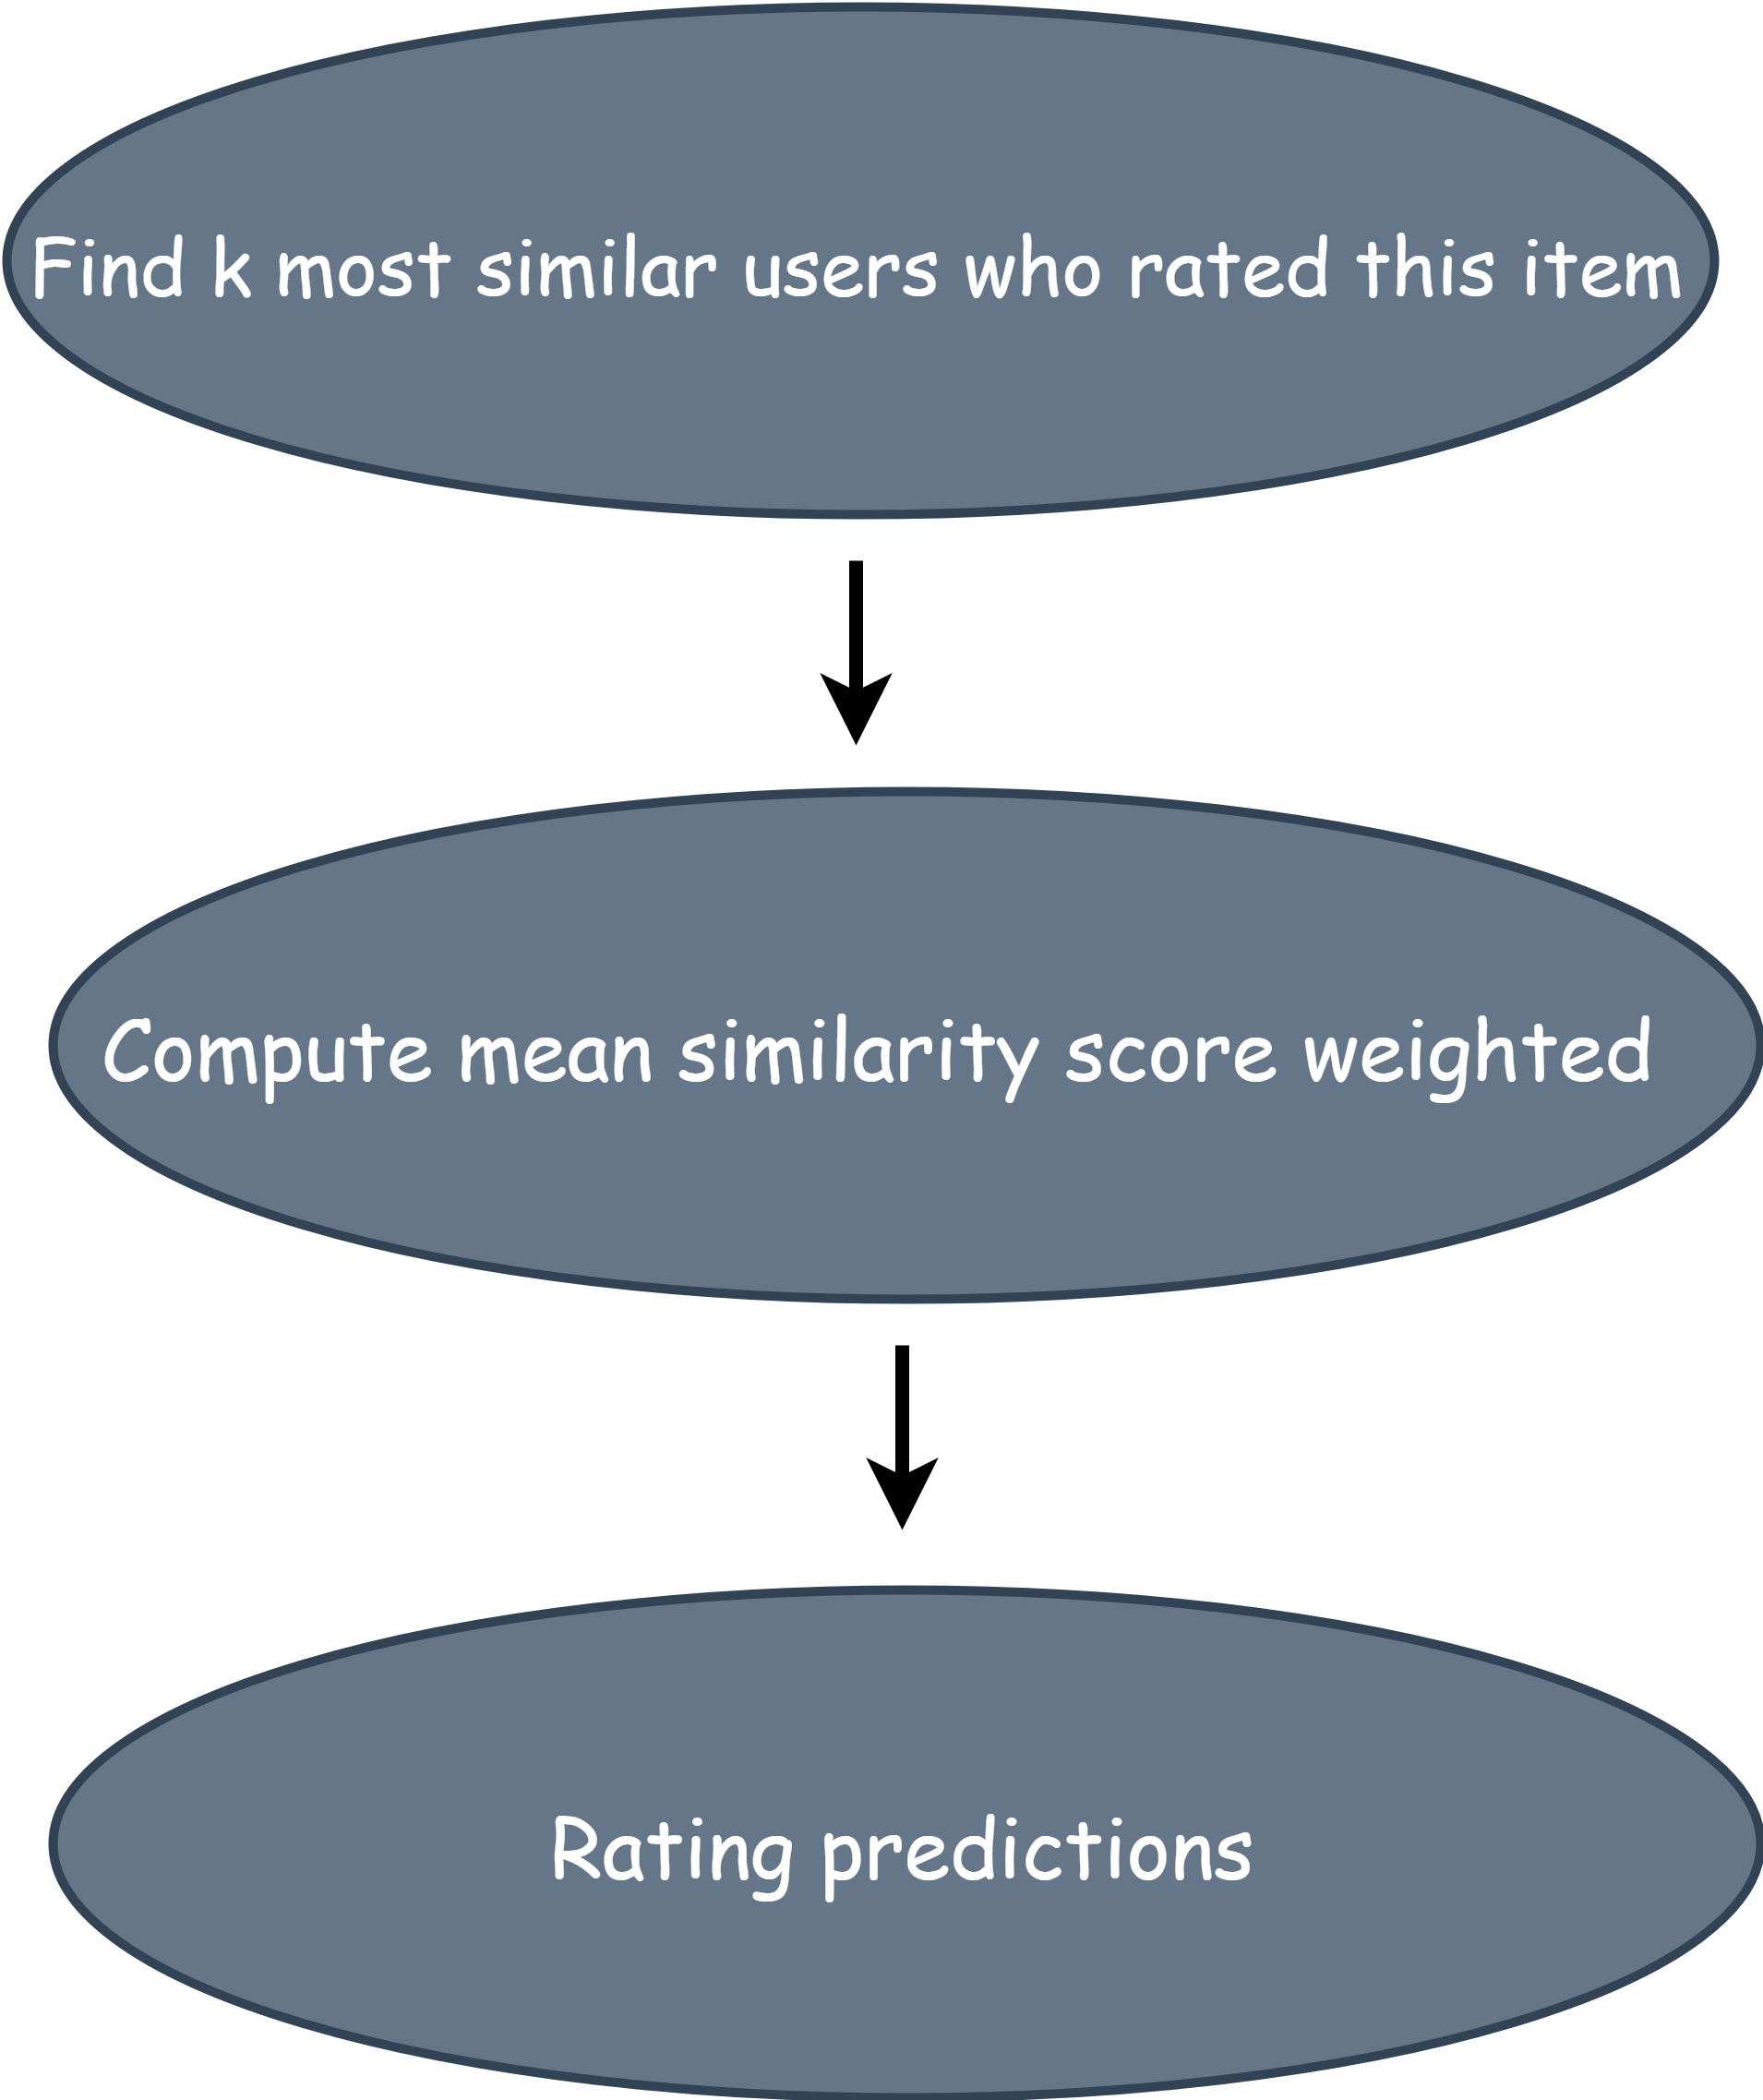 Find k most similar users who rated this item
Compute mean similarity score weighted
Rating predictions